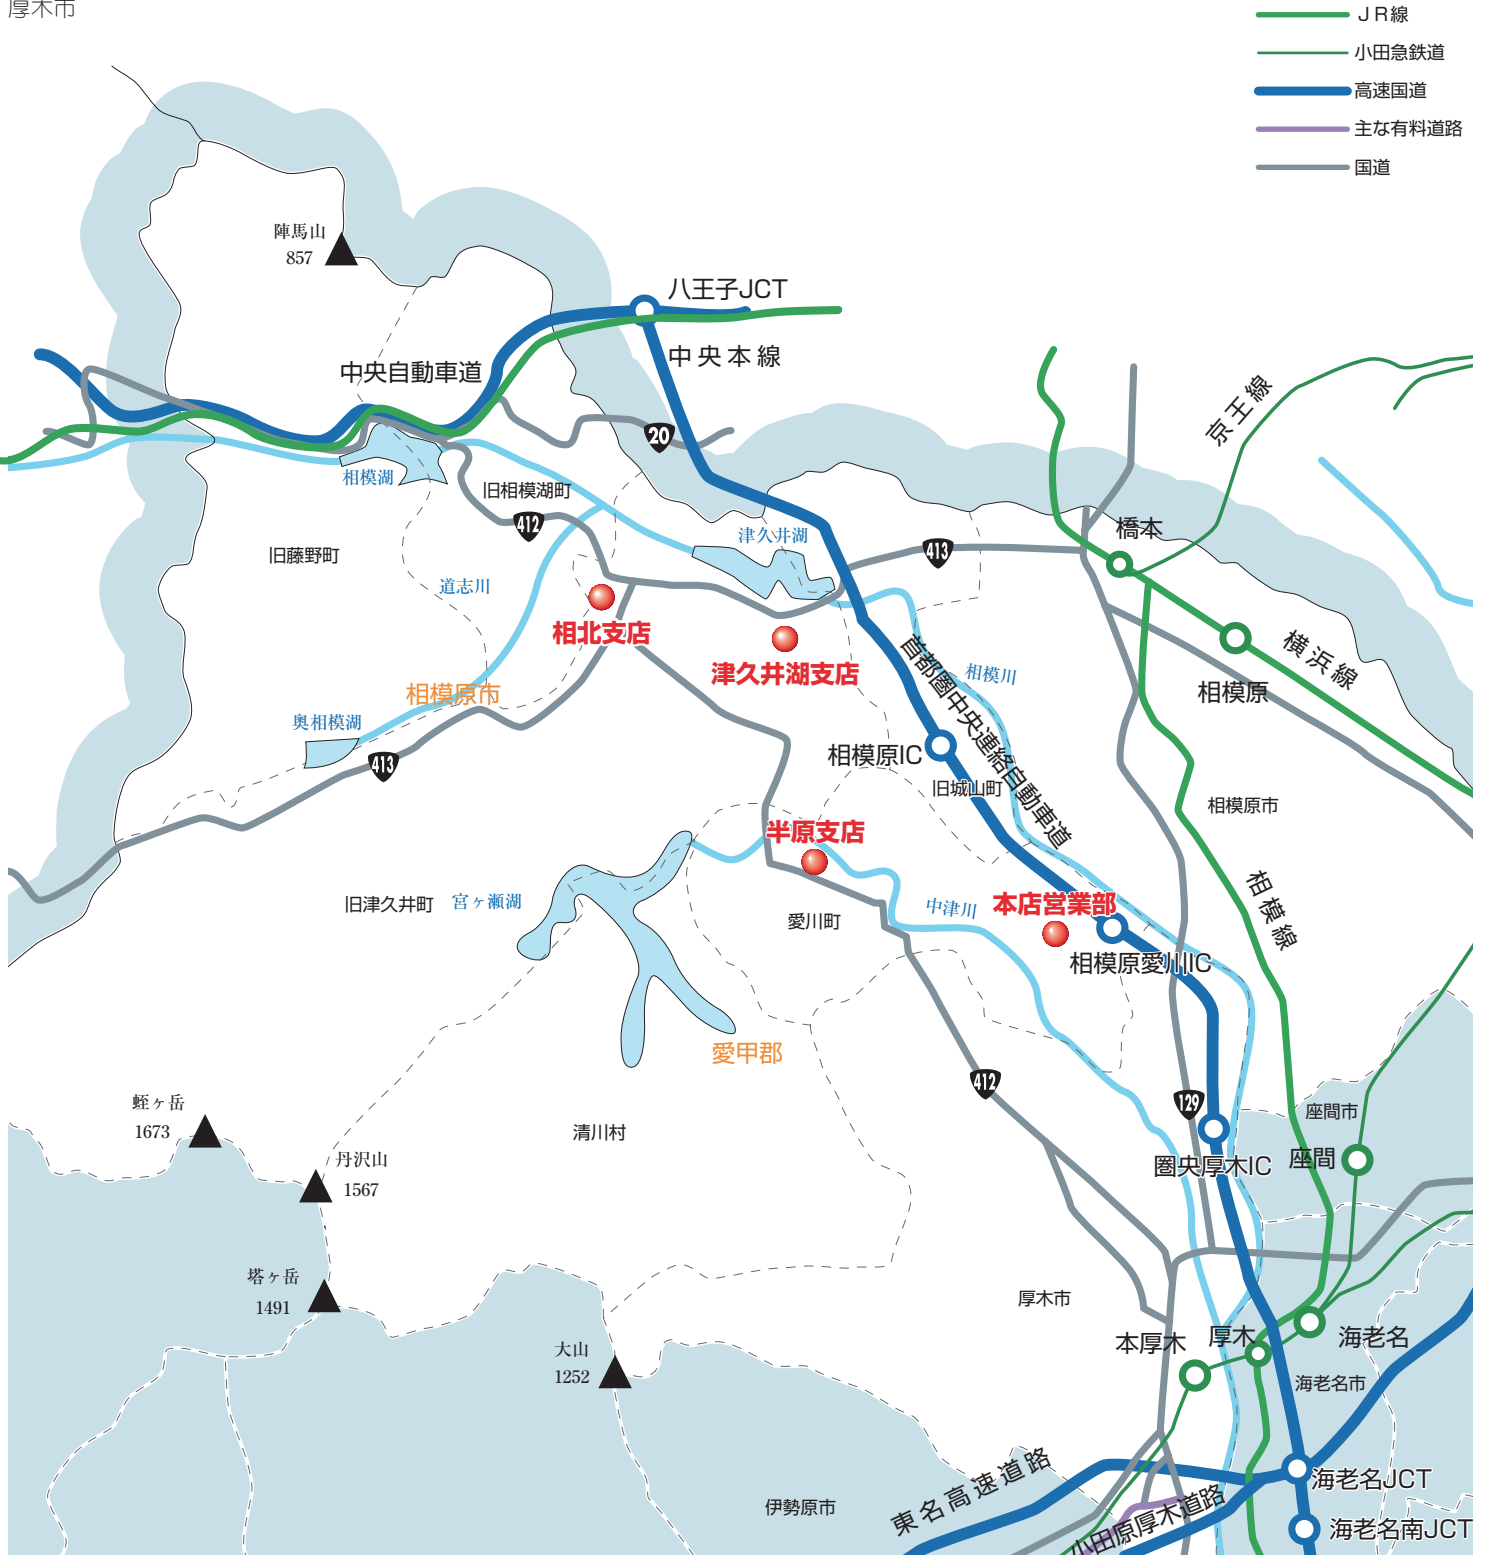 厚木市
JR線
小田急鉄道
高速国道
主な有料道路
国道
陣馬山
857
八王子JCT
中央本線
中央自動車道
京王線
20
相模湖
旧相模湖町
412
津久井湖
413
橋本
旧藤野町
道志川
相北支店
津久井湖支店
首都圏中央連絡自動車道
相模川
横浜線
相模原
相模原市
奥相模湖
413
相模原IC
旧城山町
相模原市
半原支店
旧津久井町
宮ヶ瀬湖
愛川町
中津川
本店営業部
相模線
相模原愛川IC
愛甲郡
412
129
蛭ヶ岳
1673
清川村
座間市
丹沢山
1567
圏央厚木IC
座間
塔ヶ岳
1491
厚木市
本厚木
厚木
海老名
大山
1252
海老名市
東名高速道路
海老名JCT
伊勢原市
小田原厚木道路
海老名南JCT